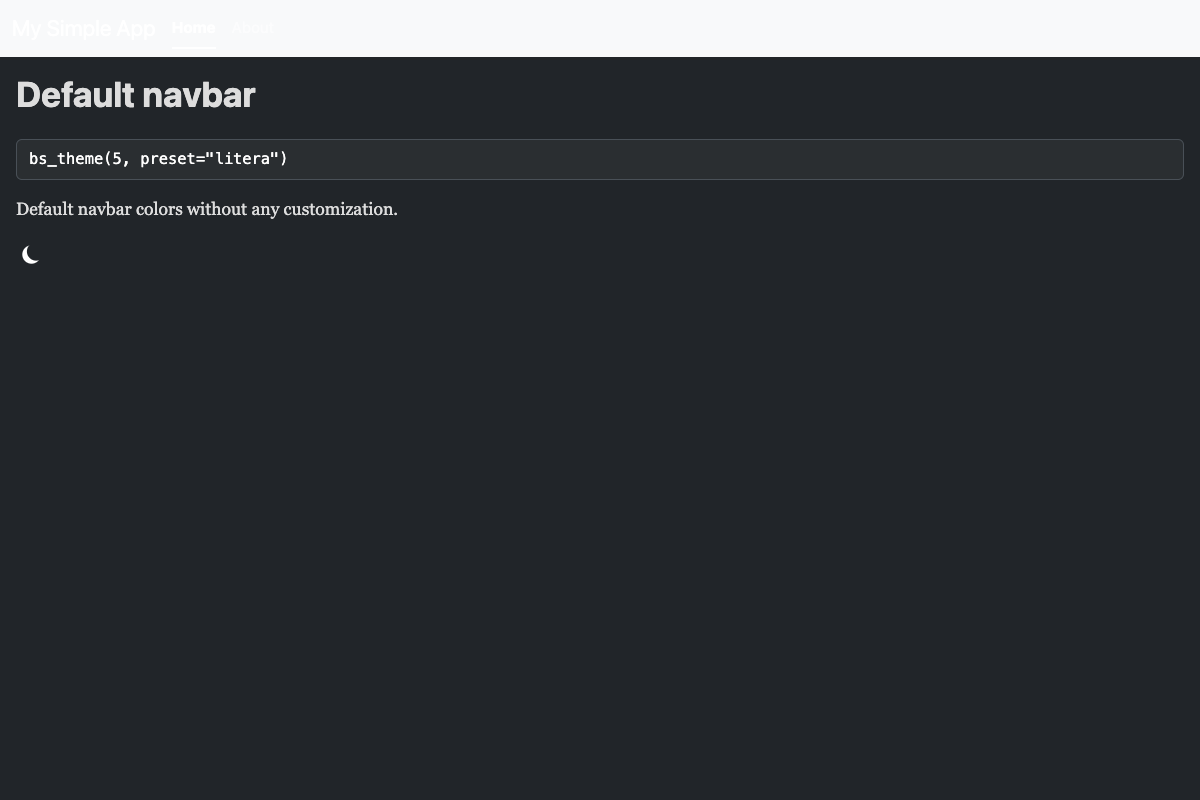 My Simple App Home About
Default navbar
bs_theme(5, preset="litera")
Default navbar colors without any customization.